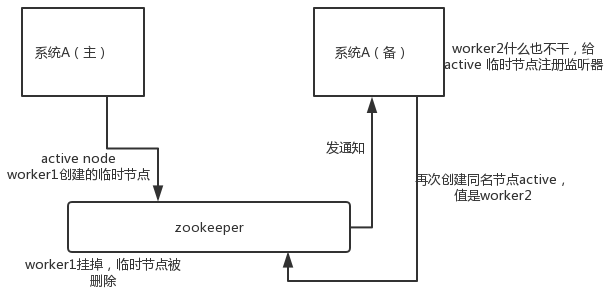 系统A（主）
系统A（备）
worker2什么也不干，给
active 临时节点注册监听器
发通知
active node
worker1创建的临时节点
再次创建同名节点active，
值是worker2
zookeeper
worker1挂掉，临时节点被
删除